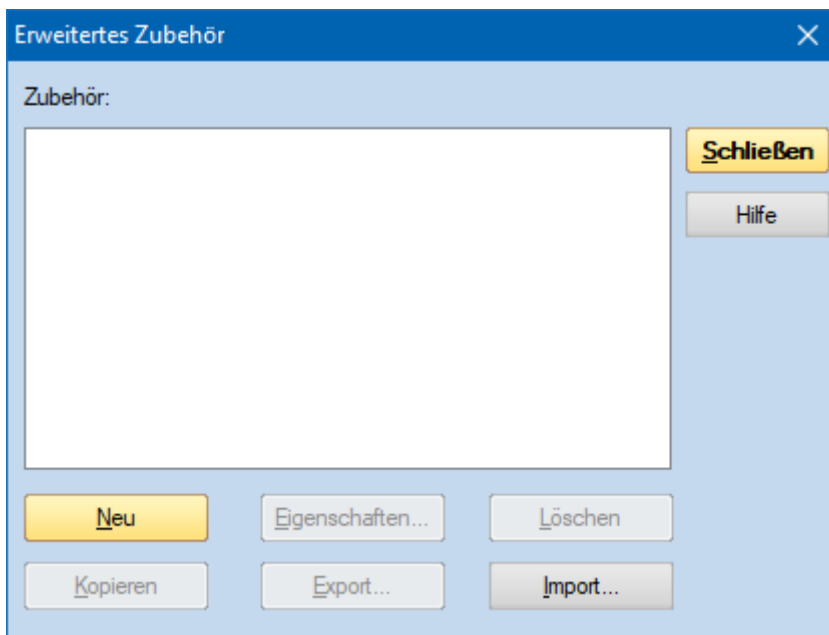 Erweitertes Zubehör
Zubehör:
Schließen
Hilfe
Neu
Eigenschaften...
Löschen
Kopieren
Export...
Import...